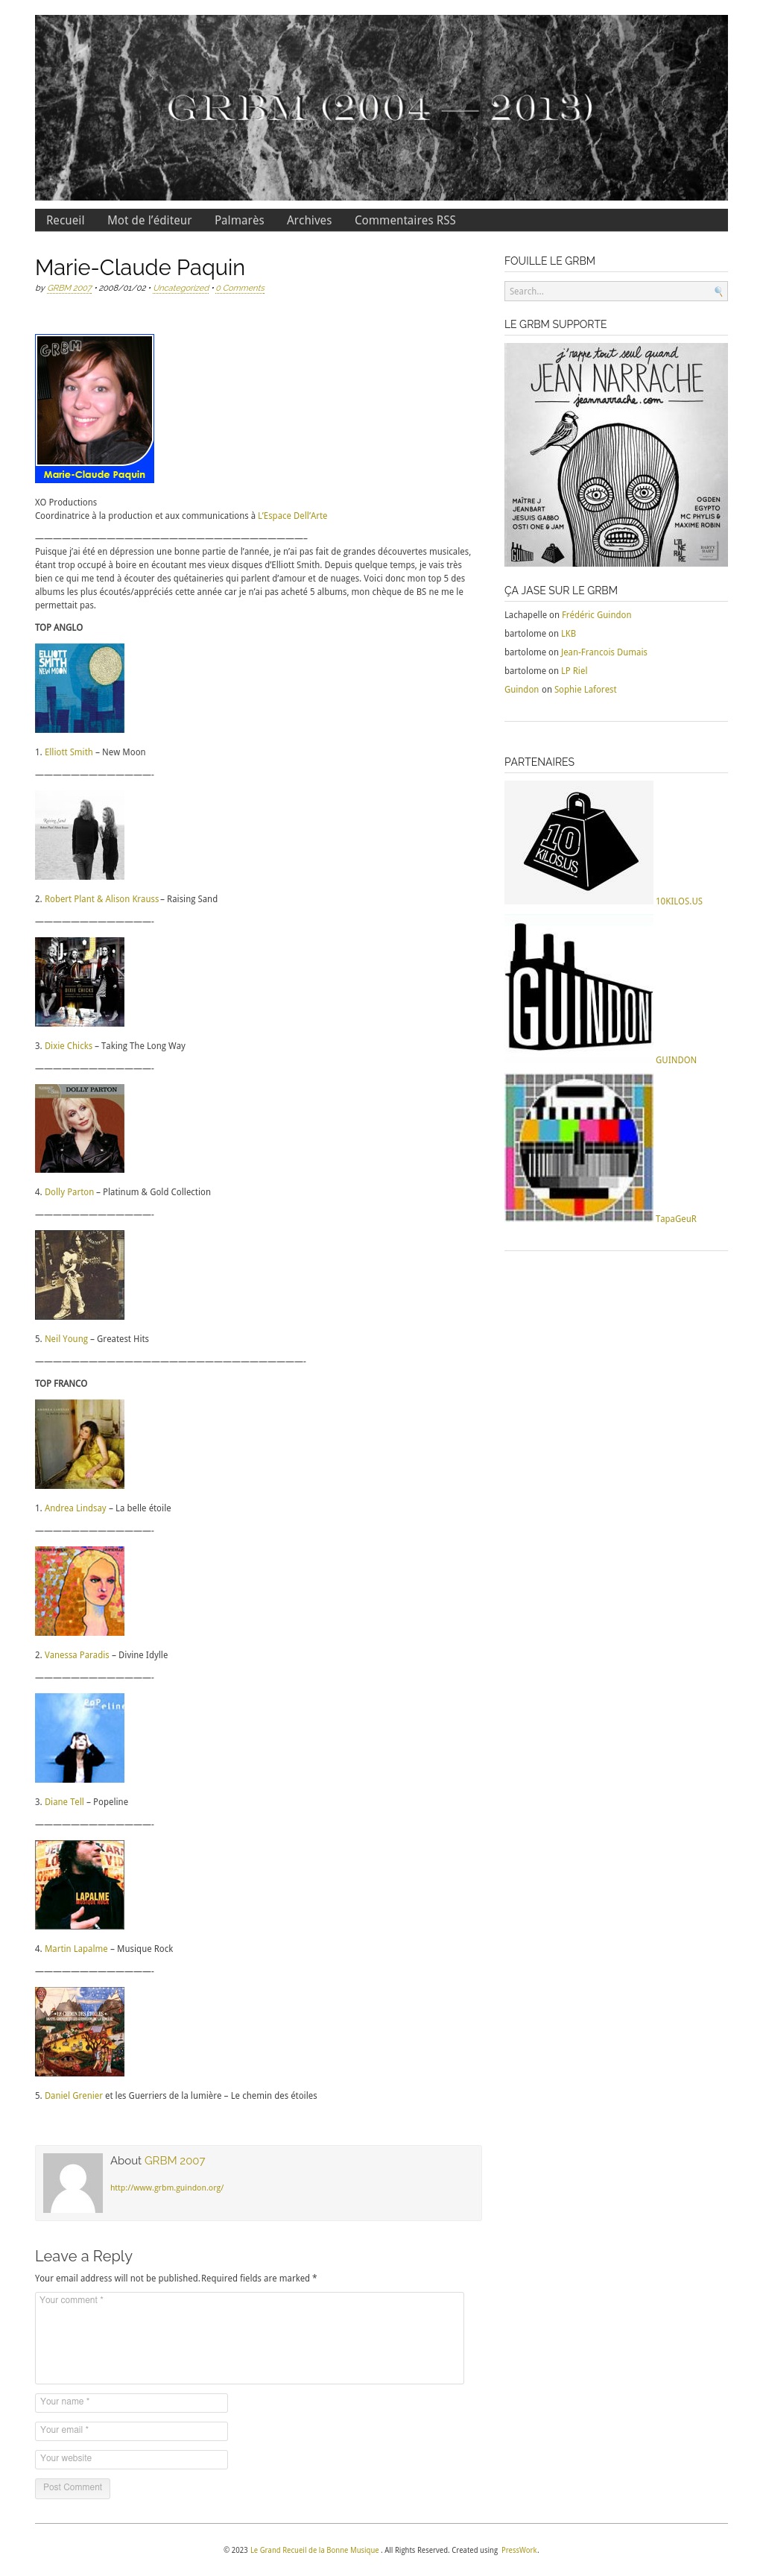 GRBM (2004 — 2013)
Recueil Mot de l'éditeur Palmarès Archives Commentaires RSS
Marie-Claude Paquin
by GRBM 2007 • 2008/01/02 • Uncategorized • 0 Comments
GRBM
Marie-Claude Paquin
XO Productions
Coordinatrice à la production et aux communications à L'Espace Dell'Arte
——————————————————————————————–
Puisque j'ai été en dépression une bonne partie de l'année, je n'ai pas fait de grandes découvertes musicales,
étant trop occupé à boire en écoutant mes vieux disques d'Elliott Smith. Depuis quelque temps, je vais très
bien ce qui me tend à écouter des quétaineries qui parlent d'amour et de nuages. Voici donc mon top 5 des
albums les plus écoutés/appréciés cette année car je n'ai pas acheté 5 albums, mon chèque de BS ne me le
permettait pas.
TOP ANGLO
ELLIOTT
SMITH
NEW MOON
1. Elliott Smith – New Moon
—————————————-
Raising Sand
2. Robert Plant & Alison Krauss – Raising Sand
—————————————-
DIXIE CHICKS
3. Dixie Chicks – Taking The Long Way
—————————————-
DOLLY PARTON
4. Dolly Parton – Platinum & Gold Collection
—————————————-
5. Neil Young – Greatest Hits
——————————————————————————————-
TOP FRANCO
1. Andrea Lindsay – La belle étoile
—————————————-
2. Vanessa Paradis – Divine Idylle
—————————————-
PoP
eline
3. Diane Tell – Popeline
—————————————-
LAPALME
MUSIQUE ROCK
4. Martin Lapalme – Musique Rock
—————————————-
LE CHEMIN DES ÉTOILES
5. Daniel Grenier et les Guerriers de la lumière – Le chemin des étoiles
About GRBM 2007
http://www.grbm.guindon.org/
Leave a Reply
Your email address will not be published. Required fields are marked *
Your comment *
Your name *
Your email *
Your website
Post Comment
FOUILLE LE GRBM
Search...
LE GRBM SUPPORTE
j'rappe tout seul quand
JEAN NARRACHE
jeannarrache.com
MAÎTRE J
JEANBART
JESUIS GABBO
OSTI ONE & JAM
OGDEN
EGYPTO
MC PHYLIS &
MAXIME ROBIN
ÇA JASE SUR LE GRBM
Lachapelle on Frédéric Guindon
bartolome on LKB
bartolome on Jean-Francois Dumais
bartolome on LP Riel
Guindon on Sophie Laforest
PARTENAIRES
10
KILOS.US
10KILOS.US
GUINDON
GUINDON
TapaGeuR
© 2023 Le Grand Recueil de la Bonne Musique . All Rights Reserved. Created using PressWork.